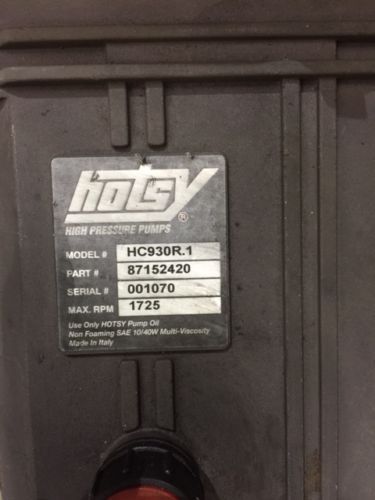 hotsy ®
HIGH PRESSURE PUMPS
MODEL # HC930R.1
PART # 87152420
SERIAL # 001070
MAX. RPM 1725
Use Only HOTSY Pump Oil
Non Foaming SAE 10/40W Multi-Viscosity
Made In Italy